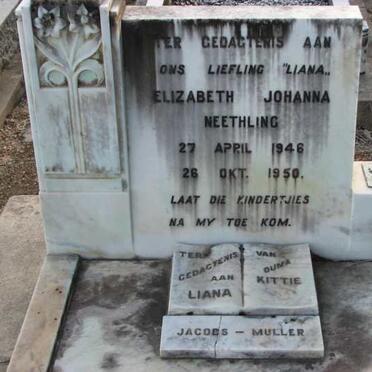 TER GEDAGTENIS AAN
ONS LIEFLING "LIANA"
ELIZABETH JOHANNA
NEETHLING
27 APRIL 1946
26 OKT. 1950.
LAAT DIE KINDERTJIES
NA MY TOE KOM.
TER GEDAGTENIS AAN LIANA
VAN OUMA KITTIE
JACOBS - MULLER